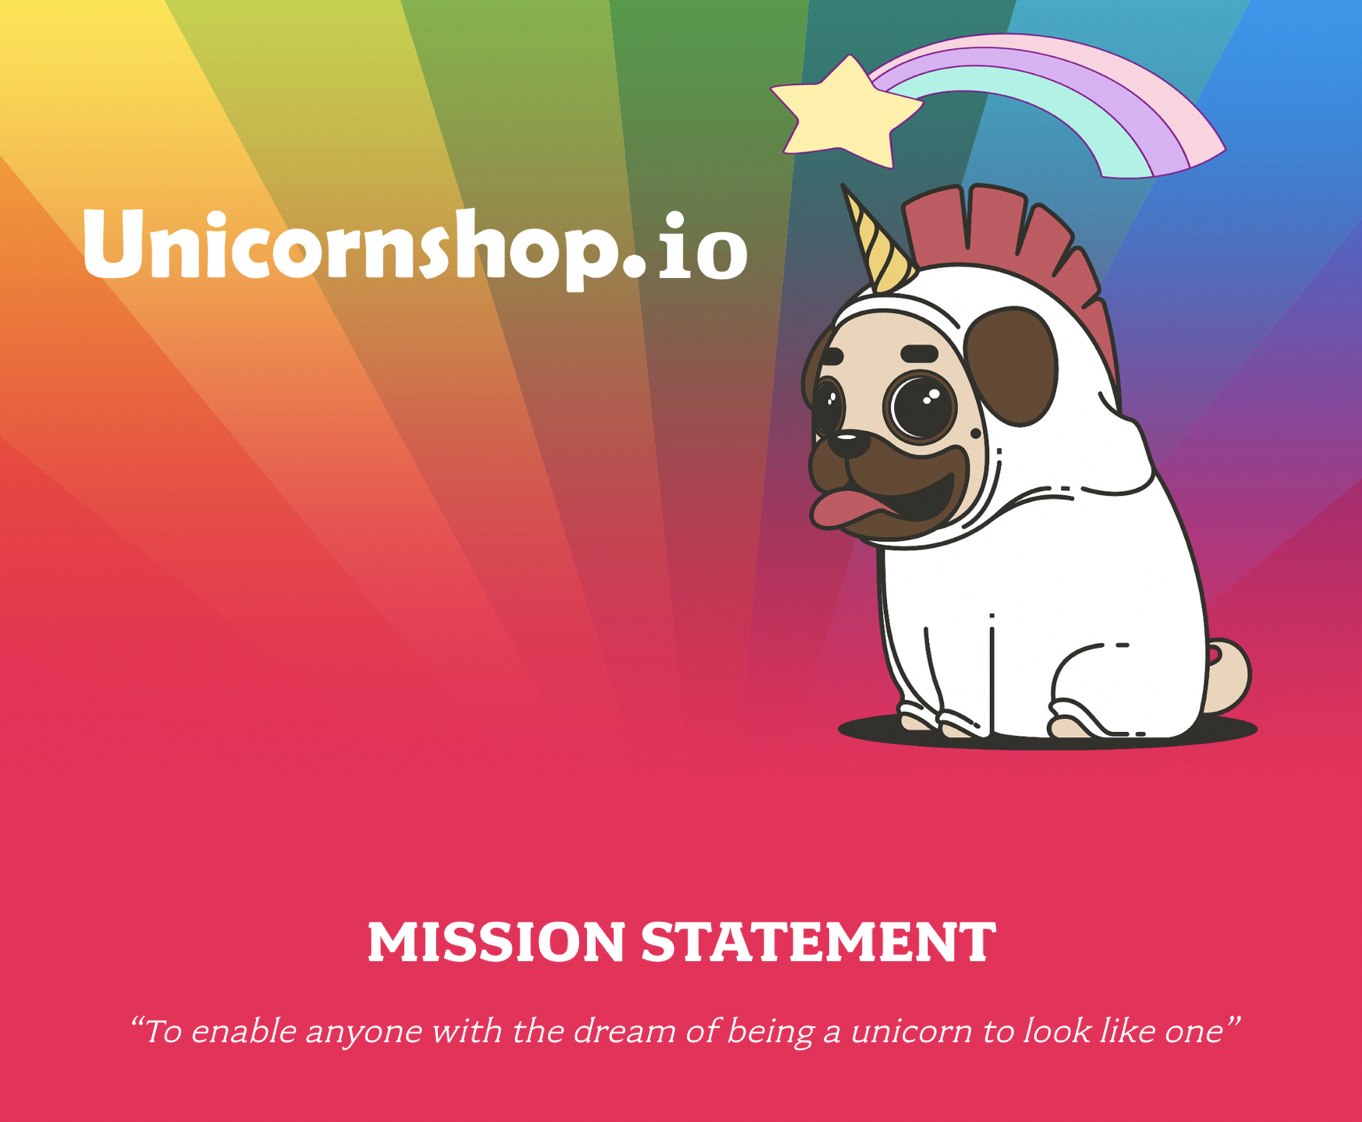 Unicornshop.io
MISSION STATEMENT
“To enable anyone with the dream of being a unicorn to look like one”